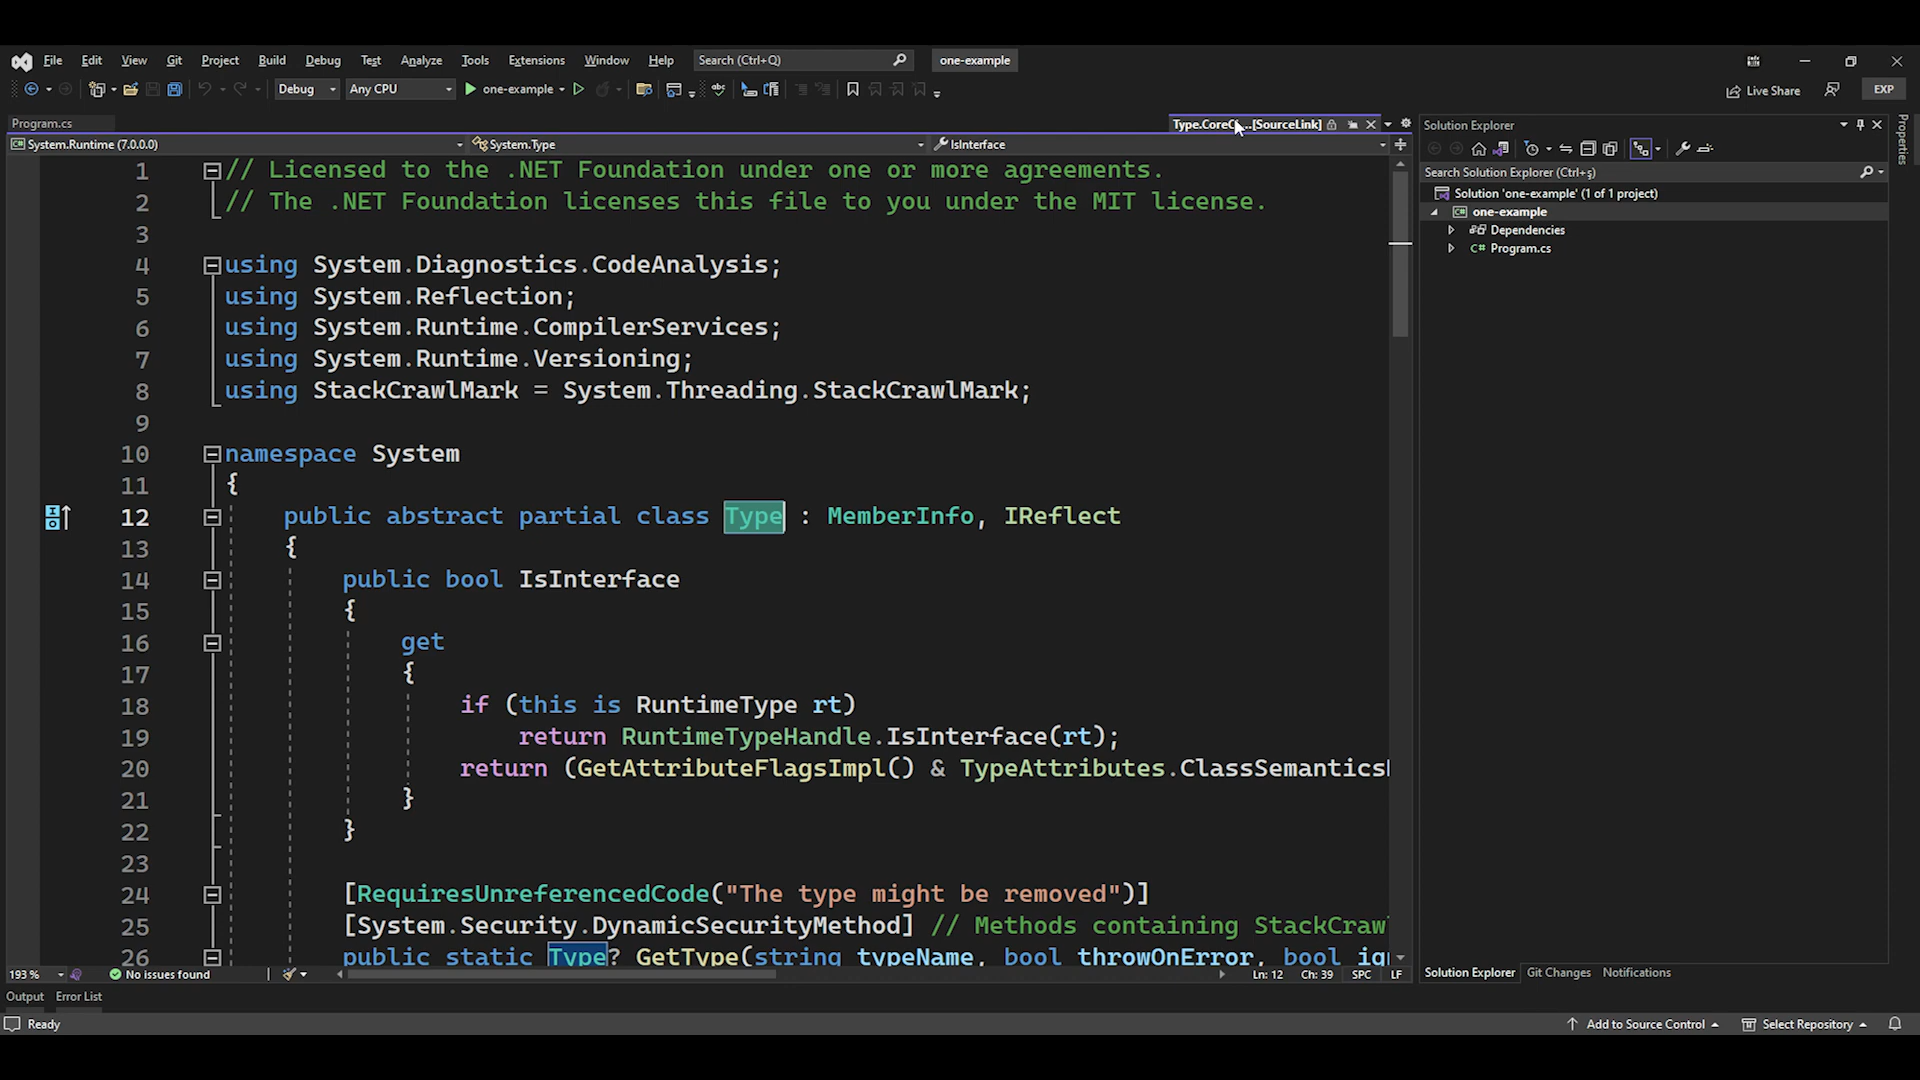 File Edit View Git Project Build Debug Test Analyze Tools Extensions Window Help Search (Ctrl+Q) one-example
Debug Any CPU one-example Live Share EXP
Program.cs Type.CoreC...[SourceLink]
System.Runtime (7.0.0.0) System.Type IsInterface
1 // Licensed to the .NET Foundation under one or more agreements.
2 // The .NET Foundation licenses this file to you under the MIT license.
3
4 using System.Diagnostics.CodeAnalysis;
5 using System.Reflection;
6 using System.Runtime.CompilerServices;
7 using System.Runtime.Versioning;
8 using StackCrawlMark = System.Threading.StackCrawlMark;
9
10 namespace System
11 {
12 public abstract partial class Type : MemberInfo, IReflect
13 {
14 public bool IsInterface
15 {
16 get
17 {
18 if (this is RuntimeType rt)
19 return RuntimeTypeHandle.IsInterface(rt);
20 return (GetAttributeFlagsImpl() & TypeAttributes.ClassSemantics
21 }
22 }
23
24 [RequiresUnreferencedCode("The type might be removed")]
25 [System.Security.DynamicSecurityMethod] // Methods containing StackCraw
26 public static Type? GetType(string typeName, bool throwOnError, bool ig
193 % No issues found Ln: 12 Ch: 39 SPC LF
Output Error List
Ready Add to Source Control Select Repository
Solution Explorer
Search Solution Explorer (Ctrl+ş)
Solution 'one-example' (1 of 1 project)
one-example
Dependencies
C# Program.cs
Solution Explorer Git Changes Notifications
Properties